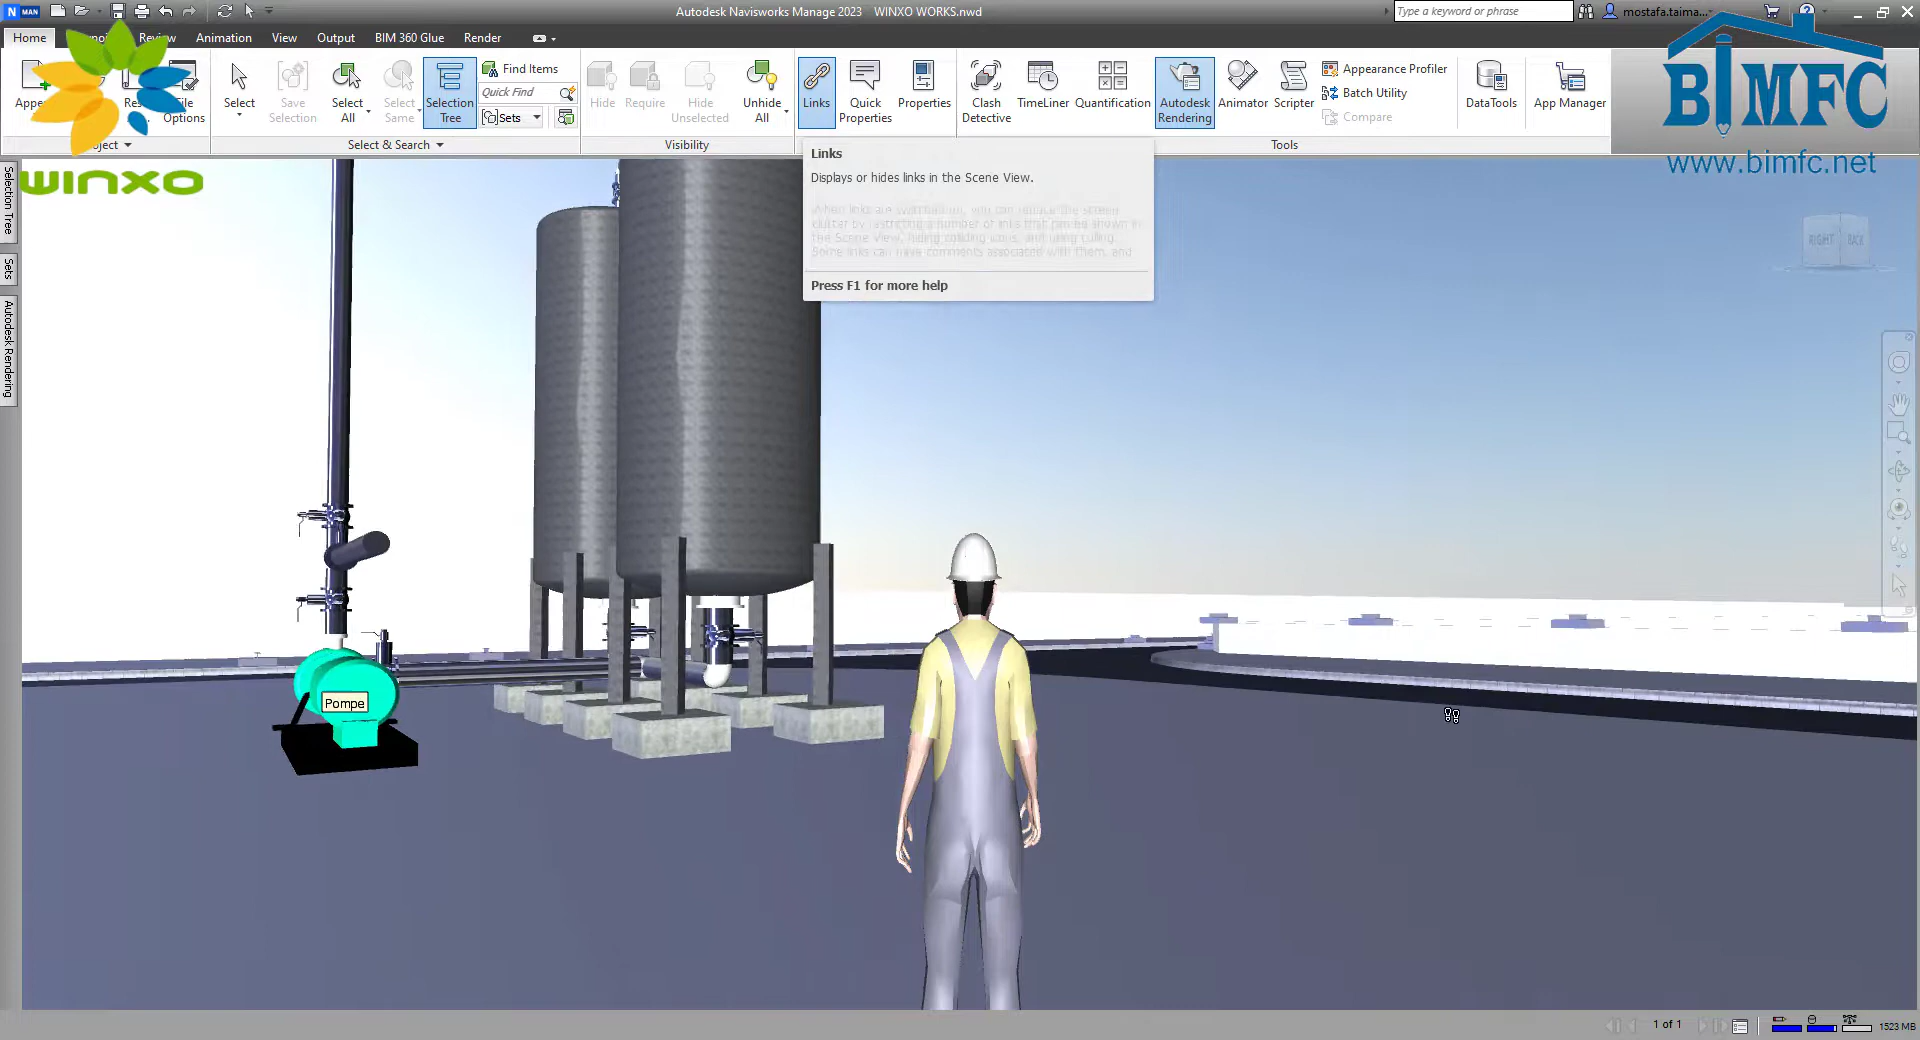 MAN
Autodesk Navisworks Manage 2023 WINXO WORKS.nwd
Type a keyword or phrase
mostafa.taima...
Home
Review
Animation
View
Output
BIM 360 Glue
Render
Select
Save
Selection
Select
All
Select
Same
Selection
Tree
Find Items
Quick Find
Sets
Hide
Require
Hide
Unselected
Unhide
All
Links
Quick
Properties
Properties
Clash
Detective
TimeLiner
Quantification
Autodesk
Rendering
Animator
Scripter
Appearance Profiler
Batch Utility
Compare
DataTools
App Manager
Options
Select & Search
Visibility
Tools
BIMFC
www.bimfc.net
WINXO
Selection Tree
Sets
Autodesk Rendering
Links
Displays or hides links in the Scene View.
Press F1 for more help
RIGHT
BACK
Pompe
1 of 1
1523 MB